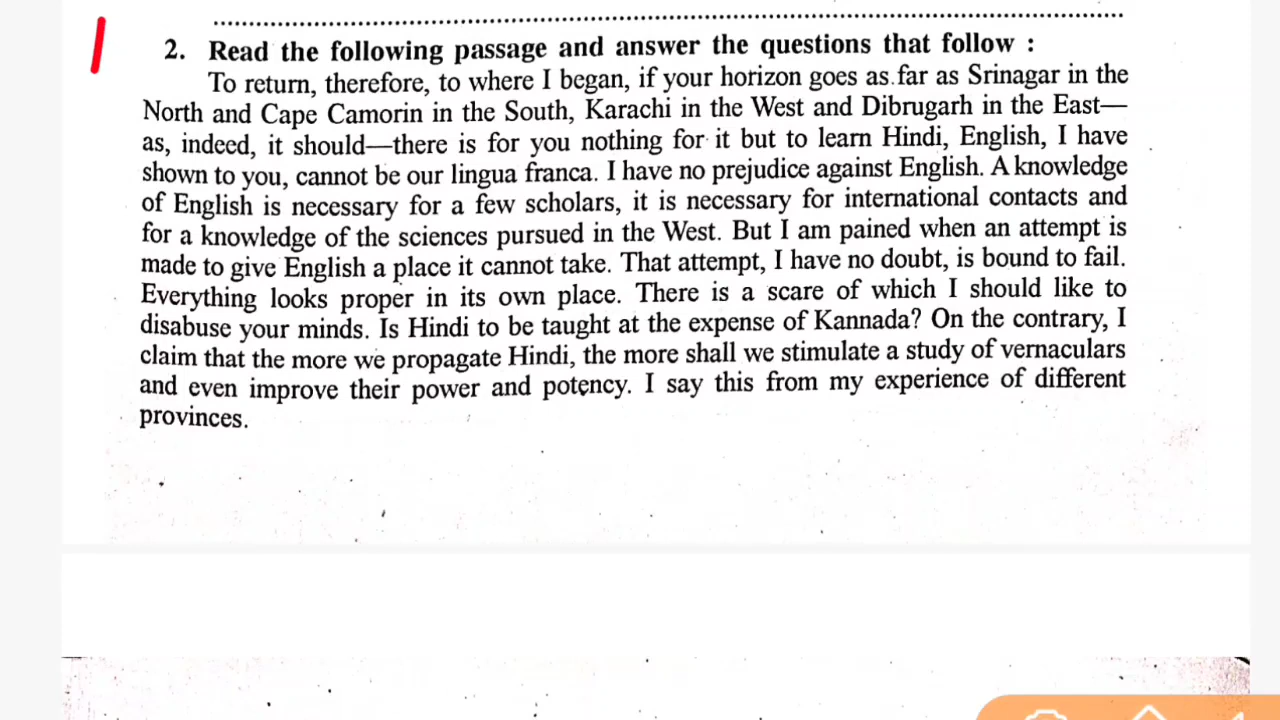 2. Read the following passage and answer the questions that follow :
To return, therefore, to where I began, if your horizon goes as far as Srinagar in the
North and Cape Camorin in the South, Karachi in the West and Dibrugarh in the East—
as, indeed, it should—there is for you nothing for it but to learn Hindi, English, I have
shown to you, cannot be our lingua franca. I have no prejudice against English. A knowledge
of English is necessary for a few scholars, it is necessary for international contacts and
for a knowledge of the sciences pursued in the West. But I am pained when an attempt is
made to give English a place it cannot take. That attempt, I have no doubt, is bound to fail.
Everything looks proper in its own place. There is a scare of which I should like to
disabuse your minds. Is Hindi to be taught at the expense of Kannada? On the contrary, I
claim that the more we propagate Hindi, the more shall we stimulate a study of vernaculars
and even improve their power and potency. I say this from my experience of different
provinces.